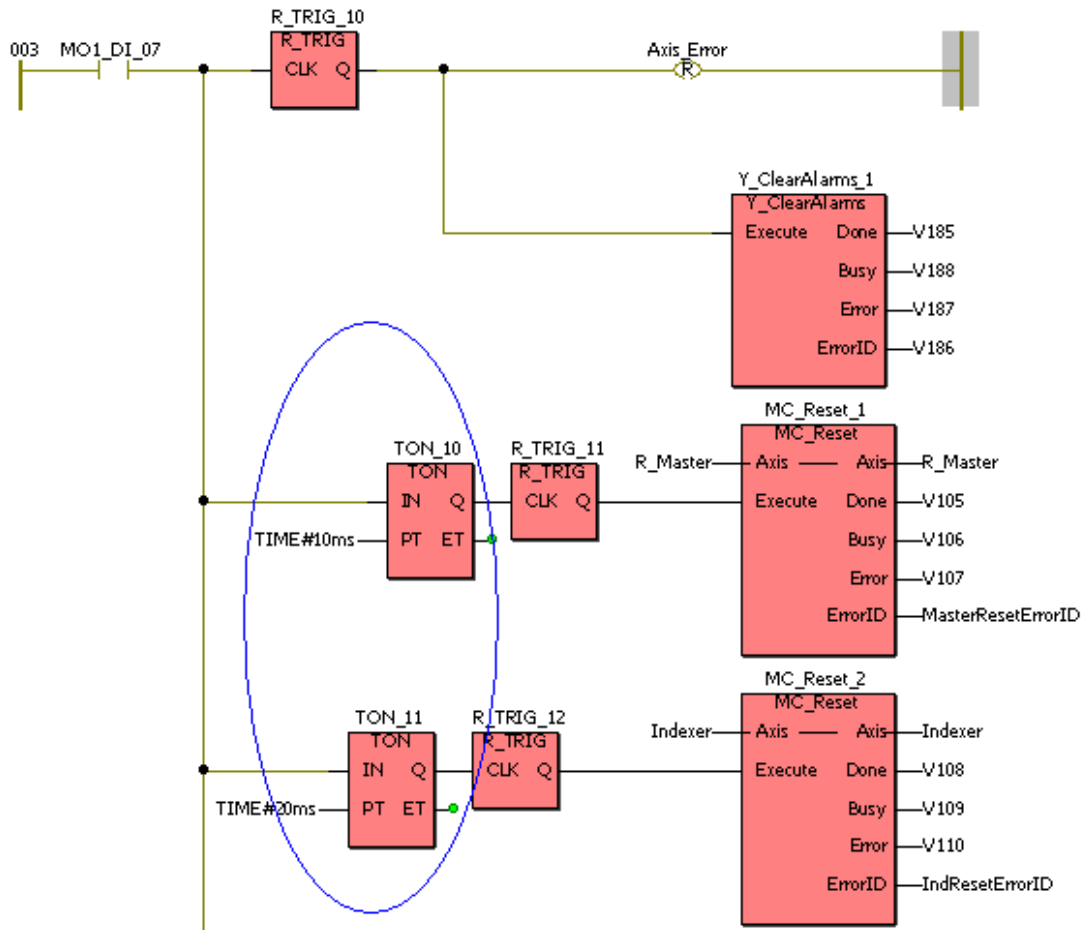 R_TRIG_10
003 MO1_DI_07 R_TRIG Axis_Error
CLK Q R
Y_ClearAlarms_1
Y_ClearAlarms
Execute Done V185
Busy V188
Error V187
ErrorID V186
MC_Reset_1
MC_Reset
TON_10 R_TRIG_11 R_Master Axis Axis R_Master
TON R_TRIG
IN Q CLK Q Execute Done V105
TIME#10ms PT ET Busy V106
Error V107
ErrorID MasterResetErrorID
MC_Reset_2
MC_Reset
TON_11 R_TRIG_12 Indexer Axis Axis Indexer
TON R_TRIG
IN Q CLK Q Execute Done V108
TIME#20ms PT ET Busy V109
Error V110
ErrorID IndResetErrorID